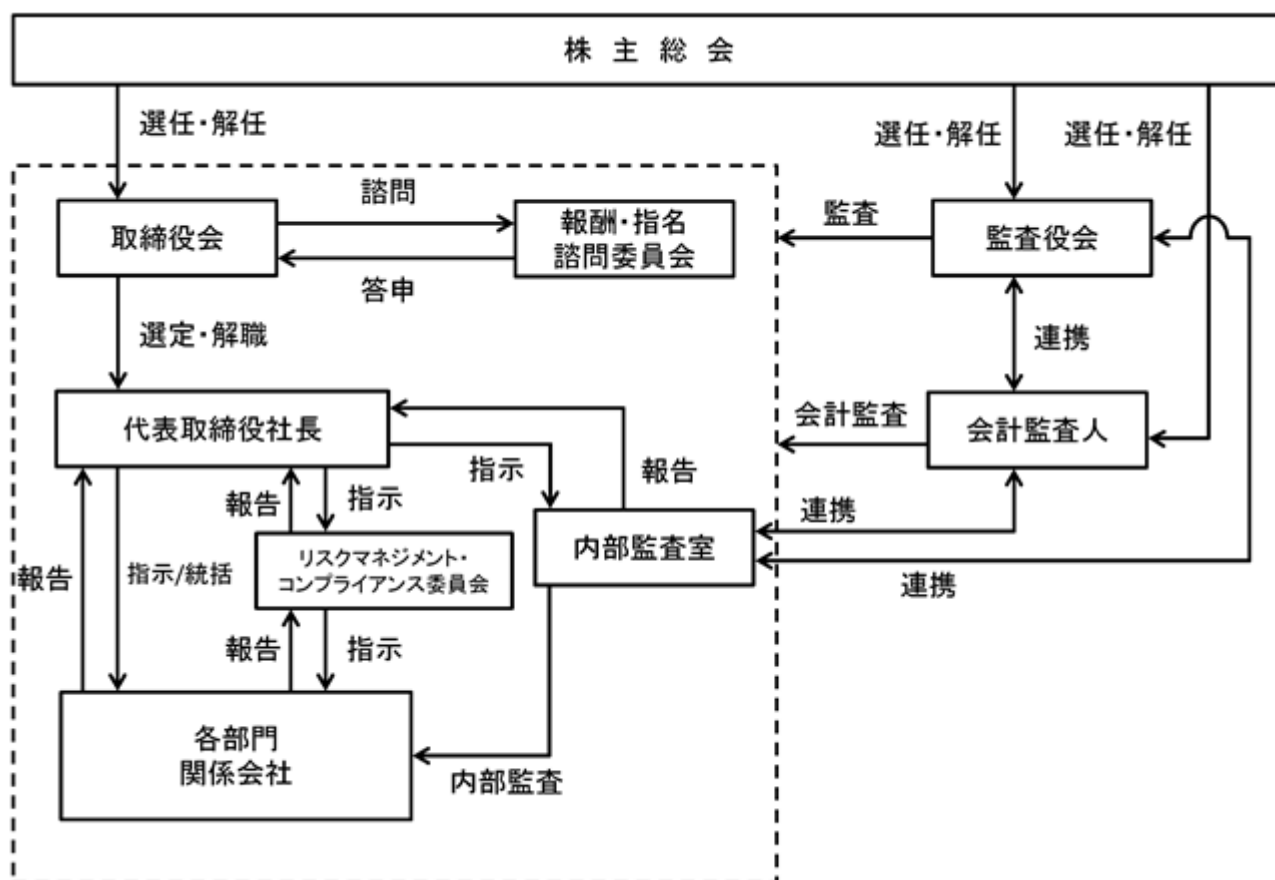 株主総会
選任・解任
選任・解任
選任・解任
諮問
取締役会
報酬・指名
諮問委員会
監査
監査役会
答申
選定・解職
連携
代表取締役社長
会計監査
会計監査人
指示
報告
報告
指示
連携
内部監査室
リスクマネジメント・
コンプライアンス委員会
報告
指示/統括
連携
報告
指示
各部門
関係会社
内部監査